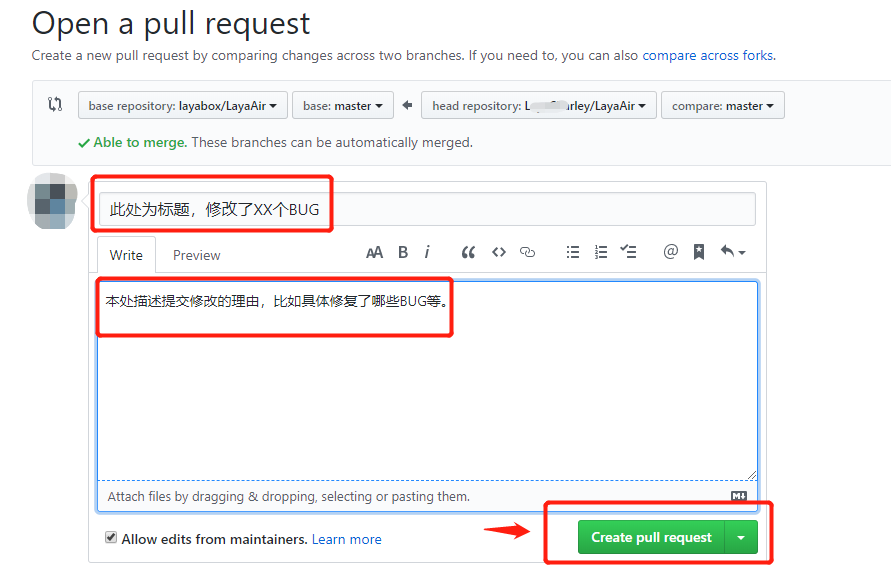 Open a pull request
Create a new pull request by comparing changes across two branches. If you need to, you can also compare across forks.
base repository: layabox/LayaAir base: master head repository: /LayaAir compare: master
Able to merge. These branches can be automatically merged.
此处为标题，修改了XX个BUG
Write Preview AA B i @
本处描述提交修改的理由，比如具体修复了哪些BUG等。
Attach files by dragging & dropping, selecting or pasting them.
Allow edits from maintainers. Learn more
Create pull request